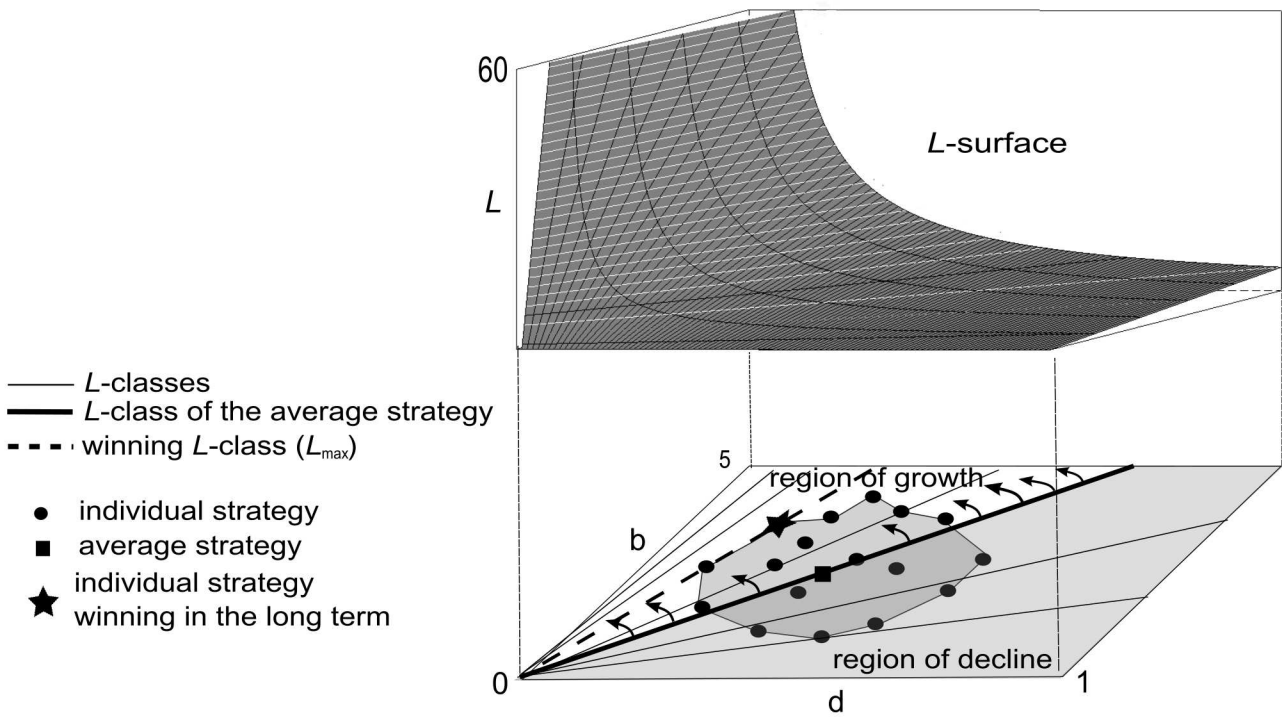 60
L
L-surface
L-classes
L-class of the average strategy
winning L-class (Lmax)
individual strategy
average strategy
individual strategy
winning in the long term
5
region of growth
b
region of decline
0
d
1